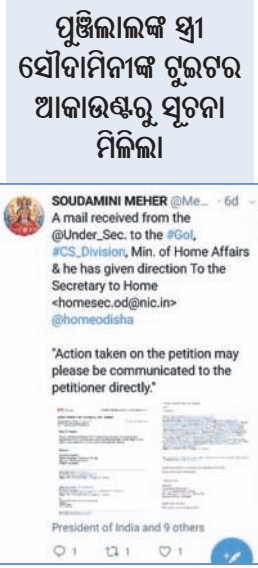 ପୁଞ୍ଜିଲାଲଙ୍କ ସ୍ତ୍ରୀ
ସୌଦାମିନୀଙ୍କ ଟୁଇଟର
ଆକାଉଣ୍ଟରୁ ସୂଚନା
ମିଳିଲା
SOUDAMINI MEHER @Me... · 6d
A mail received from the
@Under_Sec. to the #GoI,
#CS_Division, Min. of Home Affairs
& he has given direction To the
Secretary to Home
<homesec.od@nic.in>
@homeodisha
"Action taken on the petition may
please be communicated to the
petitioner directly."
President of India and 9 others
1 1 1